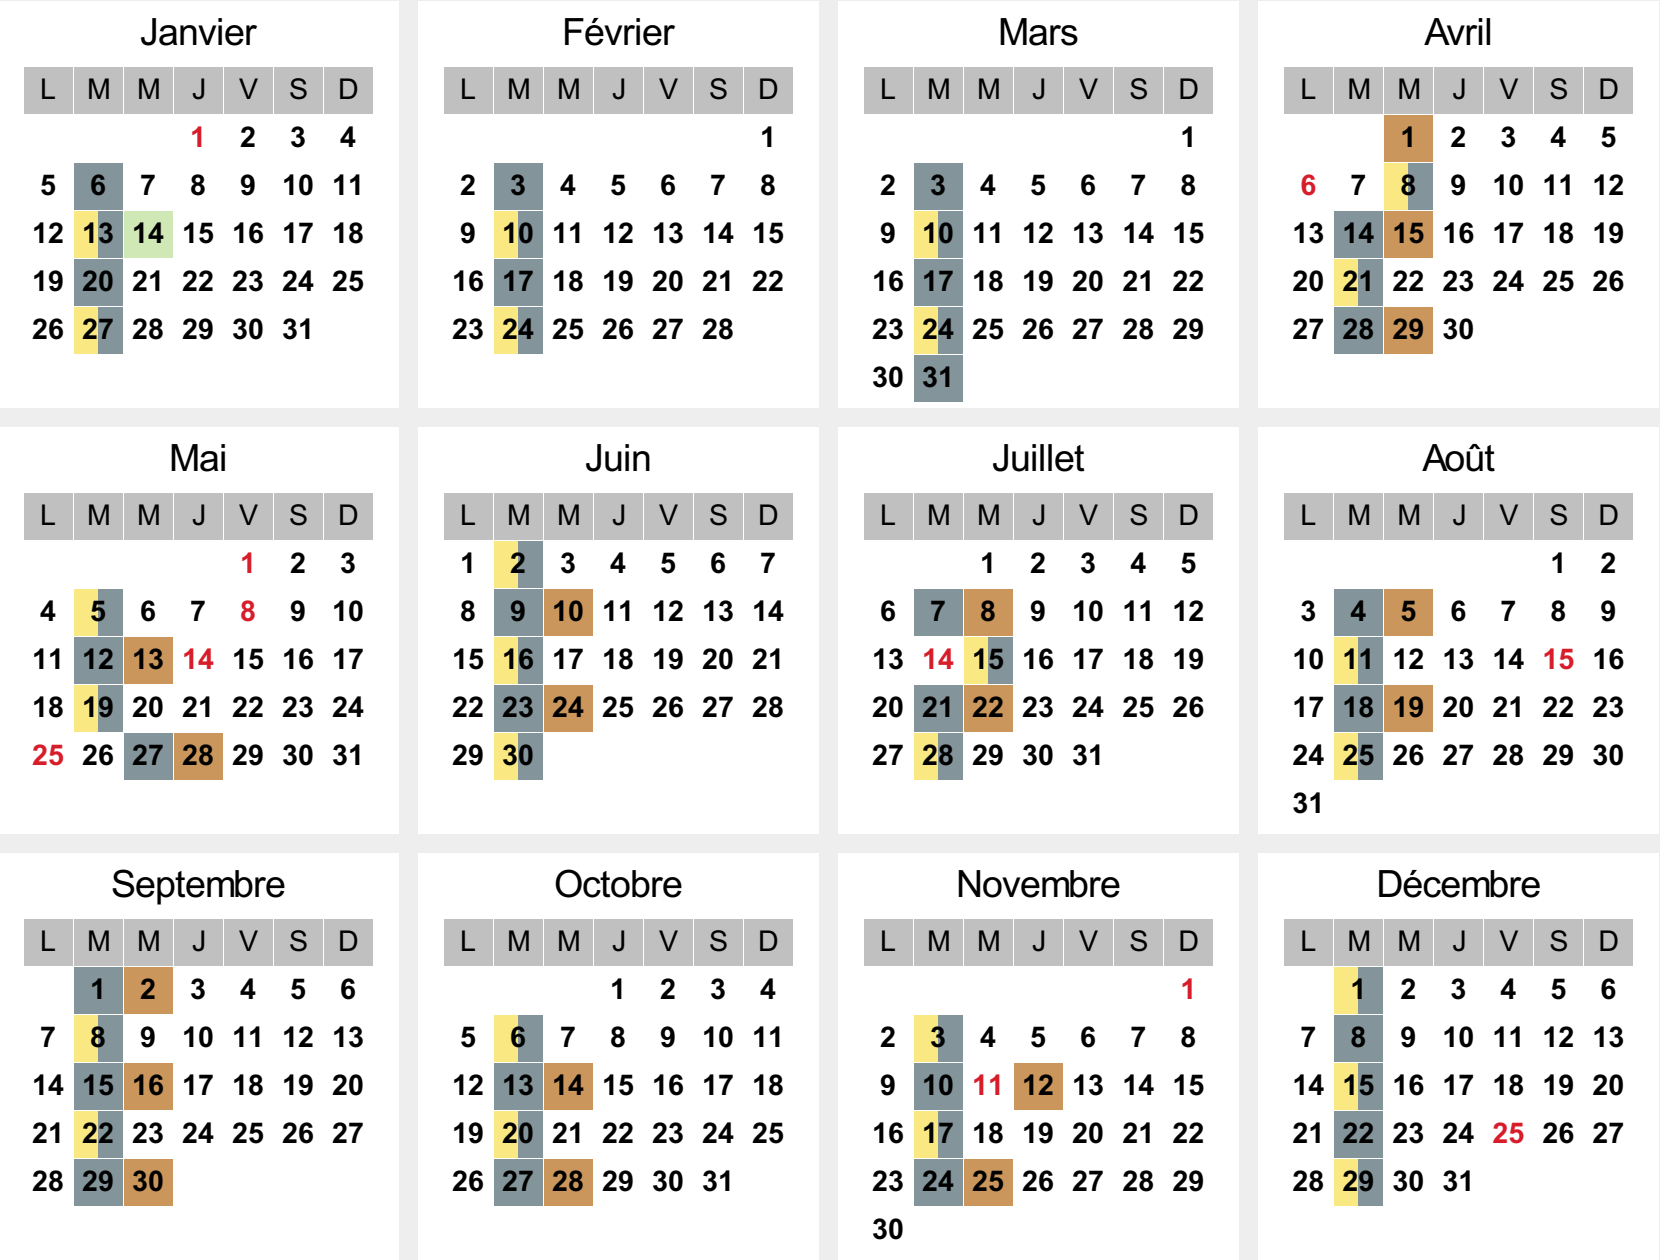 Janvier
L M M J V S D
1 2 3 4
5 6 7 8 9 10 11
12 13 14 15 16 17 18
19 20 21 22 23 24 25
26 27 28 29 30 31
Février
L M M J V S D
1
2 3 4 5 6 7 8
9 10 11 12 13 14 15
16 17 18 19 20 21 22
23 24 25 26 27 28
Mars
L M M J V S D
1
2 3 4 5 6 7 8
9 10 11 12 13 14 15
16 17 18 19 20 21 22
23 24 25 26 27 28 29
30 31
Avril
L M M J V S D
1 2 3 4 5
6 7 8 9 10 11 12
13 14 15 16 17 18 19
20 21 22 23 24 25 26
27 28 29 30
Mai
L M M J V S D
1 2 3
4 5 6 7 8 9 10
11 12 13 14 15 16 17
18 19 20 21 22 23 24
25 26 27 28 29 30 31
Juin
L M M J V S D
1 2 3 4 5 6 7
8 9 10 11 12 13 14
15 16 17 18 19 20 21
22 23 24 25 26 27 28
29 30
Juillet
L M M J V S D
1 2 3 4 5
6 7 8 9 10 11 12
13 14 15 16 17 18 19
20 21 22 23 24 25 26
27 28 29 30 31
Août
L M M J V S D
1 2
3 4 5 6 7 8 9
10 11 12 13 14 15 16
17 18 19 20 21 22 23
24 25 26 27 28 29 30
31
Septembre
L M M J V S D
1 2 3 4 5 6
7 8 9 10 11 12 13
14 15 16 17 18 19 20
21 22 23 24 25 26 27
28 29 30
Octobre
L M M J V S D
1 2 3 4
5 6 7 8 9 10 11
12 13 14 15 16 17 18
19 20 21 22 23 24 25
26 27 28 29 30 31
Novembre
L M M J V S D
1
2 3 4 5 6 7 8
9 10 11 12 13 14 15
16 17 18 19 20 21 22
23 24 25 26 27 28 29
30
Décembre
L M M J V S D
1 2 3 4 5 6
7 8 9 10 11 12 13
14 15 16 17 18 19 20
21 22 23 24 25 26 27
28 29 30 31